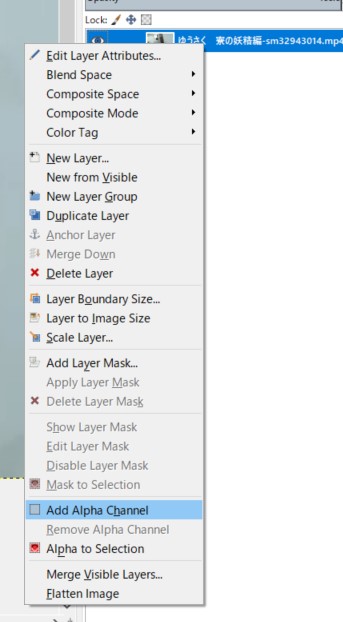 Lock:
ゆうさく 寮の妖精編-sm32943014.mp4
Edit Layer Attributes...
Blend Space
Composite Space
Composite Mode
Color Tag
New Layer...
New from Visible
New Layer Group
Duplicate Layer
Anchor Layer
Merge Down
Delete Layer
Layer Boundary Size...
Layer to Image Size
Scale Layer...
Add Layer Mask...
Apply Layer Mask
Delete Layer Mask
Show Layer Mask
Edit Layer Mask
Disable Layer Mask
Mask to Selection
Add Alpha Channel
Remove Alpha Channel
Alpha to Selection
Merge Visible Layers...
Flatten Image